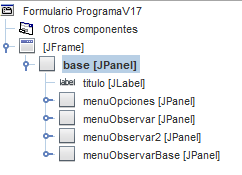 Formulario ProgramaV17
Otros componentes
[JFrame]
base [JPanel]
label titulo [JLabel]
menuOpciones [JPanel]
menuObservar [JPanel]
menuObservar2 [JPanel]
menuObservarBase [JPanel]